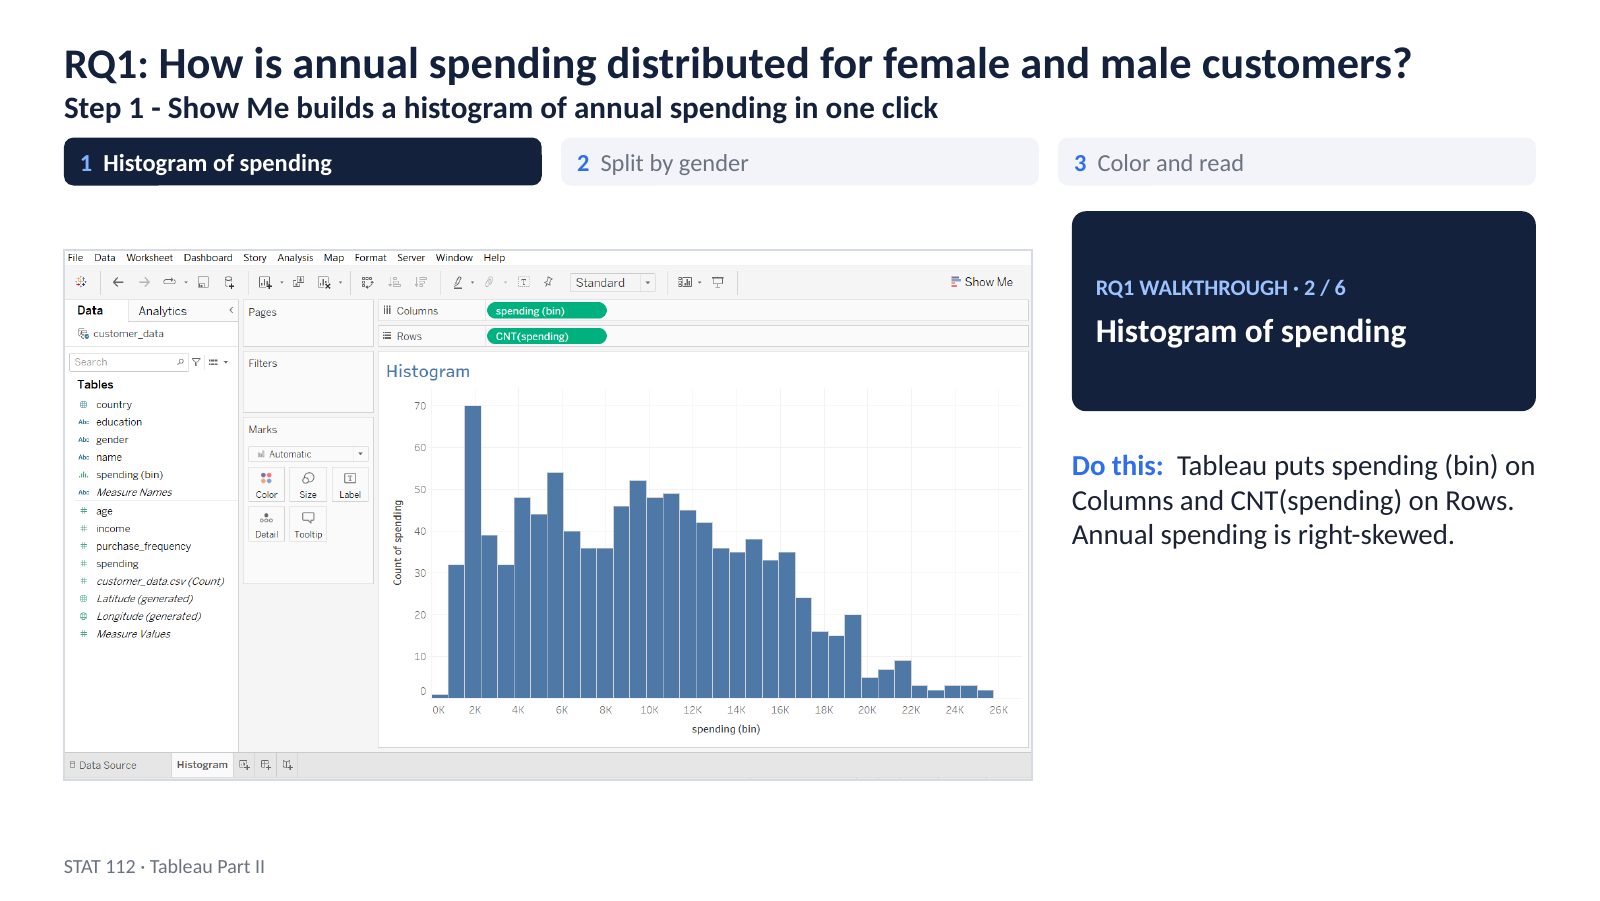 RQ1: How is annual spending distributed for female and male customers?
Step 1 - Show Me builds a histogram of annual spending in one click
1 Histogram of spending
2 Split by gender
3 Color and read
File Data Worksheet Dashboard Story Analysis Map Format Server Window Help
Standard
Show Me
Data Analytics
customer_data
Search
Tables
country
Abc education
Abc gender
Abc name
spending (bin)
Abc Measure Names
# age
# income
# purchase_frequency
# spending
# customer_data.csv (Count)
Latitude (generated)
Longitude (generated)
# Measure Values
Pages
Filters
Marks
Automatic
Color Size Label
Detail Tooltip
Columns spending (bin)
Rows CNT(spending)
Histogram
Count of spending
70
60
50
40
30
20
10
0
0K 2K 4K 6K 8K 10K 12K 14K 16K 18K 20K 22K 24K 26K
spending (bin)
Data Source Histogram
RQ1 WALKTHROUGH · 2 / 6
Histogram of spending
Do this: Tableau puts spending (bin) on
Columns and CNT(spending) on Rows.
Annual spending is right-skewed.
STAT 112 · Tableau Part II